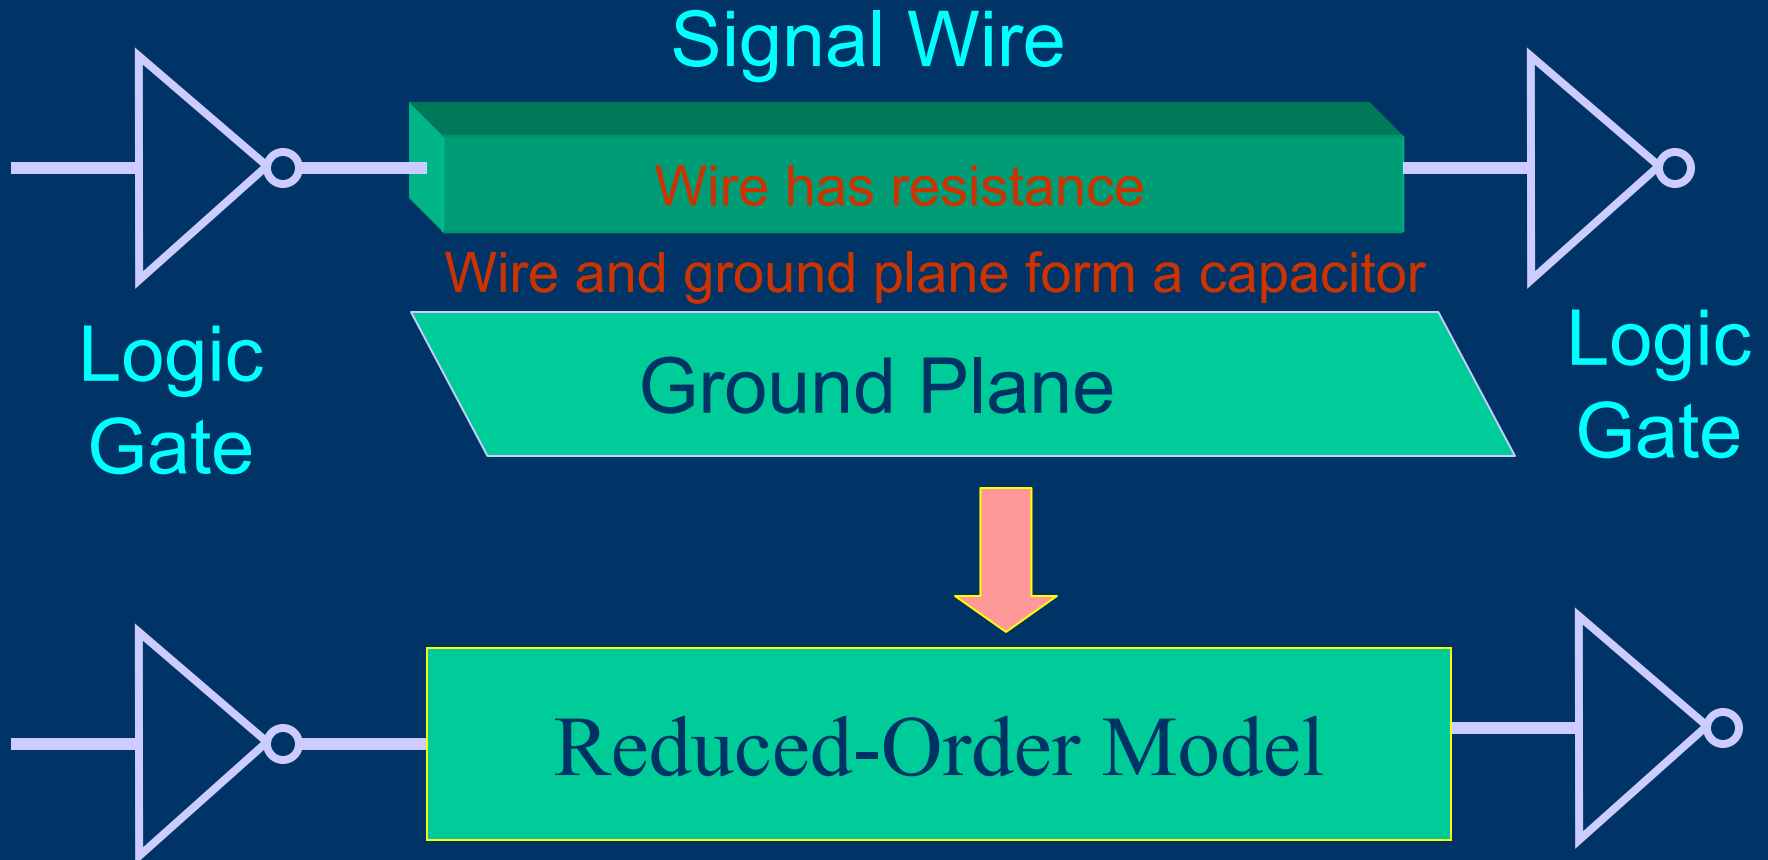 Signal Wire
Wire has resistance
Wire and ground plane form a capacitor
Logic
Gate
Ground Plane
Logic
Gate
Reduced-Order Model